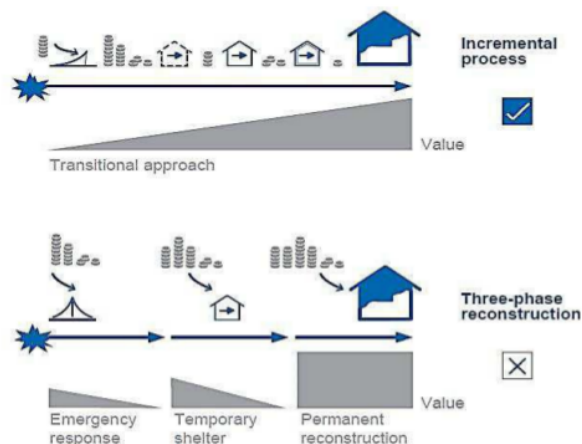 Incremental
process
Value
Transitional approach
Three-phase
reconstruction
Value
Emergency
response
Temporary
shelter
Permanent
reconstruction